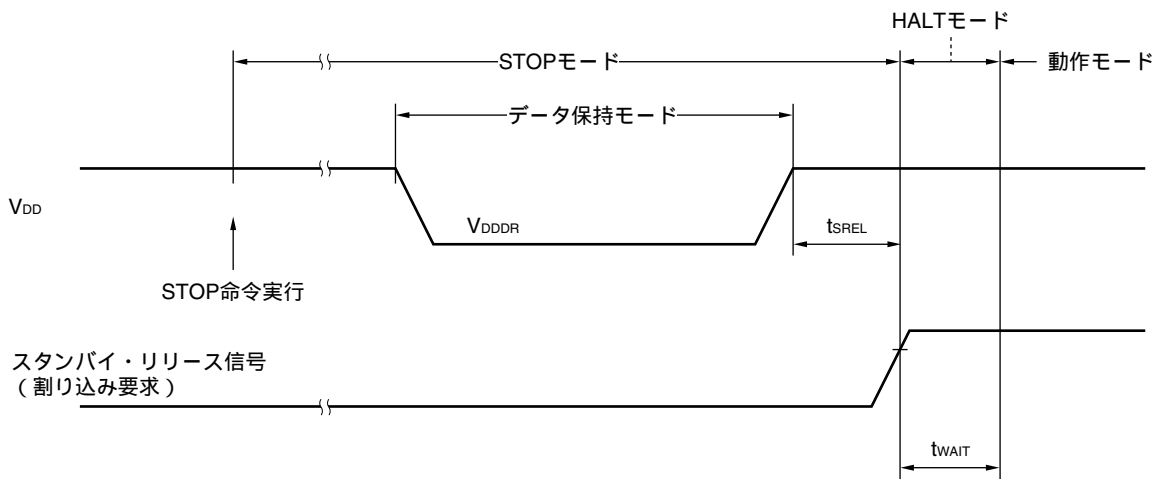 HALTモード
STOPモード
動作モード
データ保持モード
VDD
VDDDR
tSREL
STOP命令実行
スタンバイ・リリース信号
（割り込み要求）
tWAIT